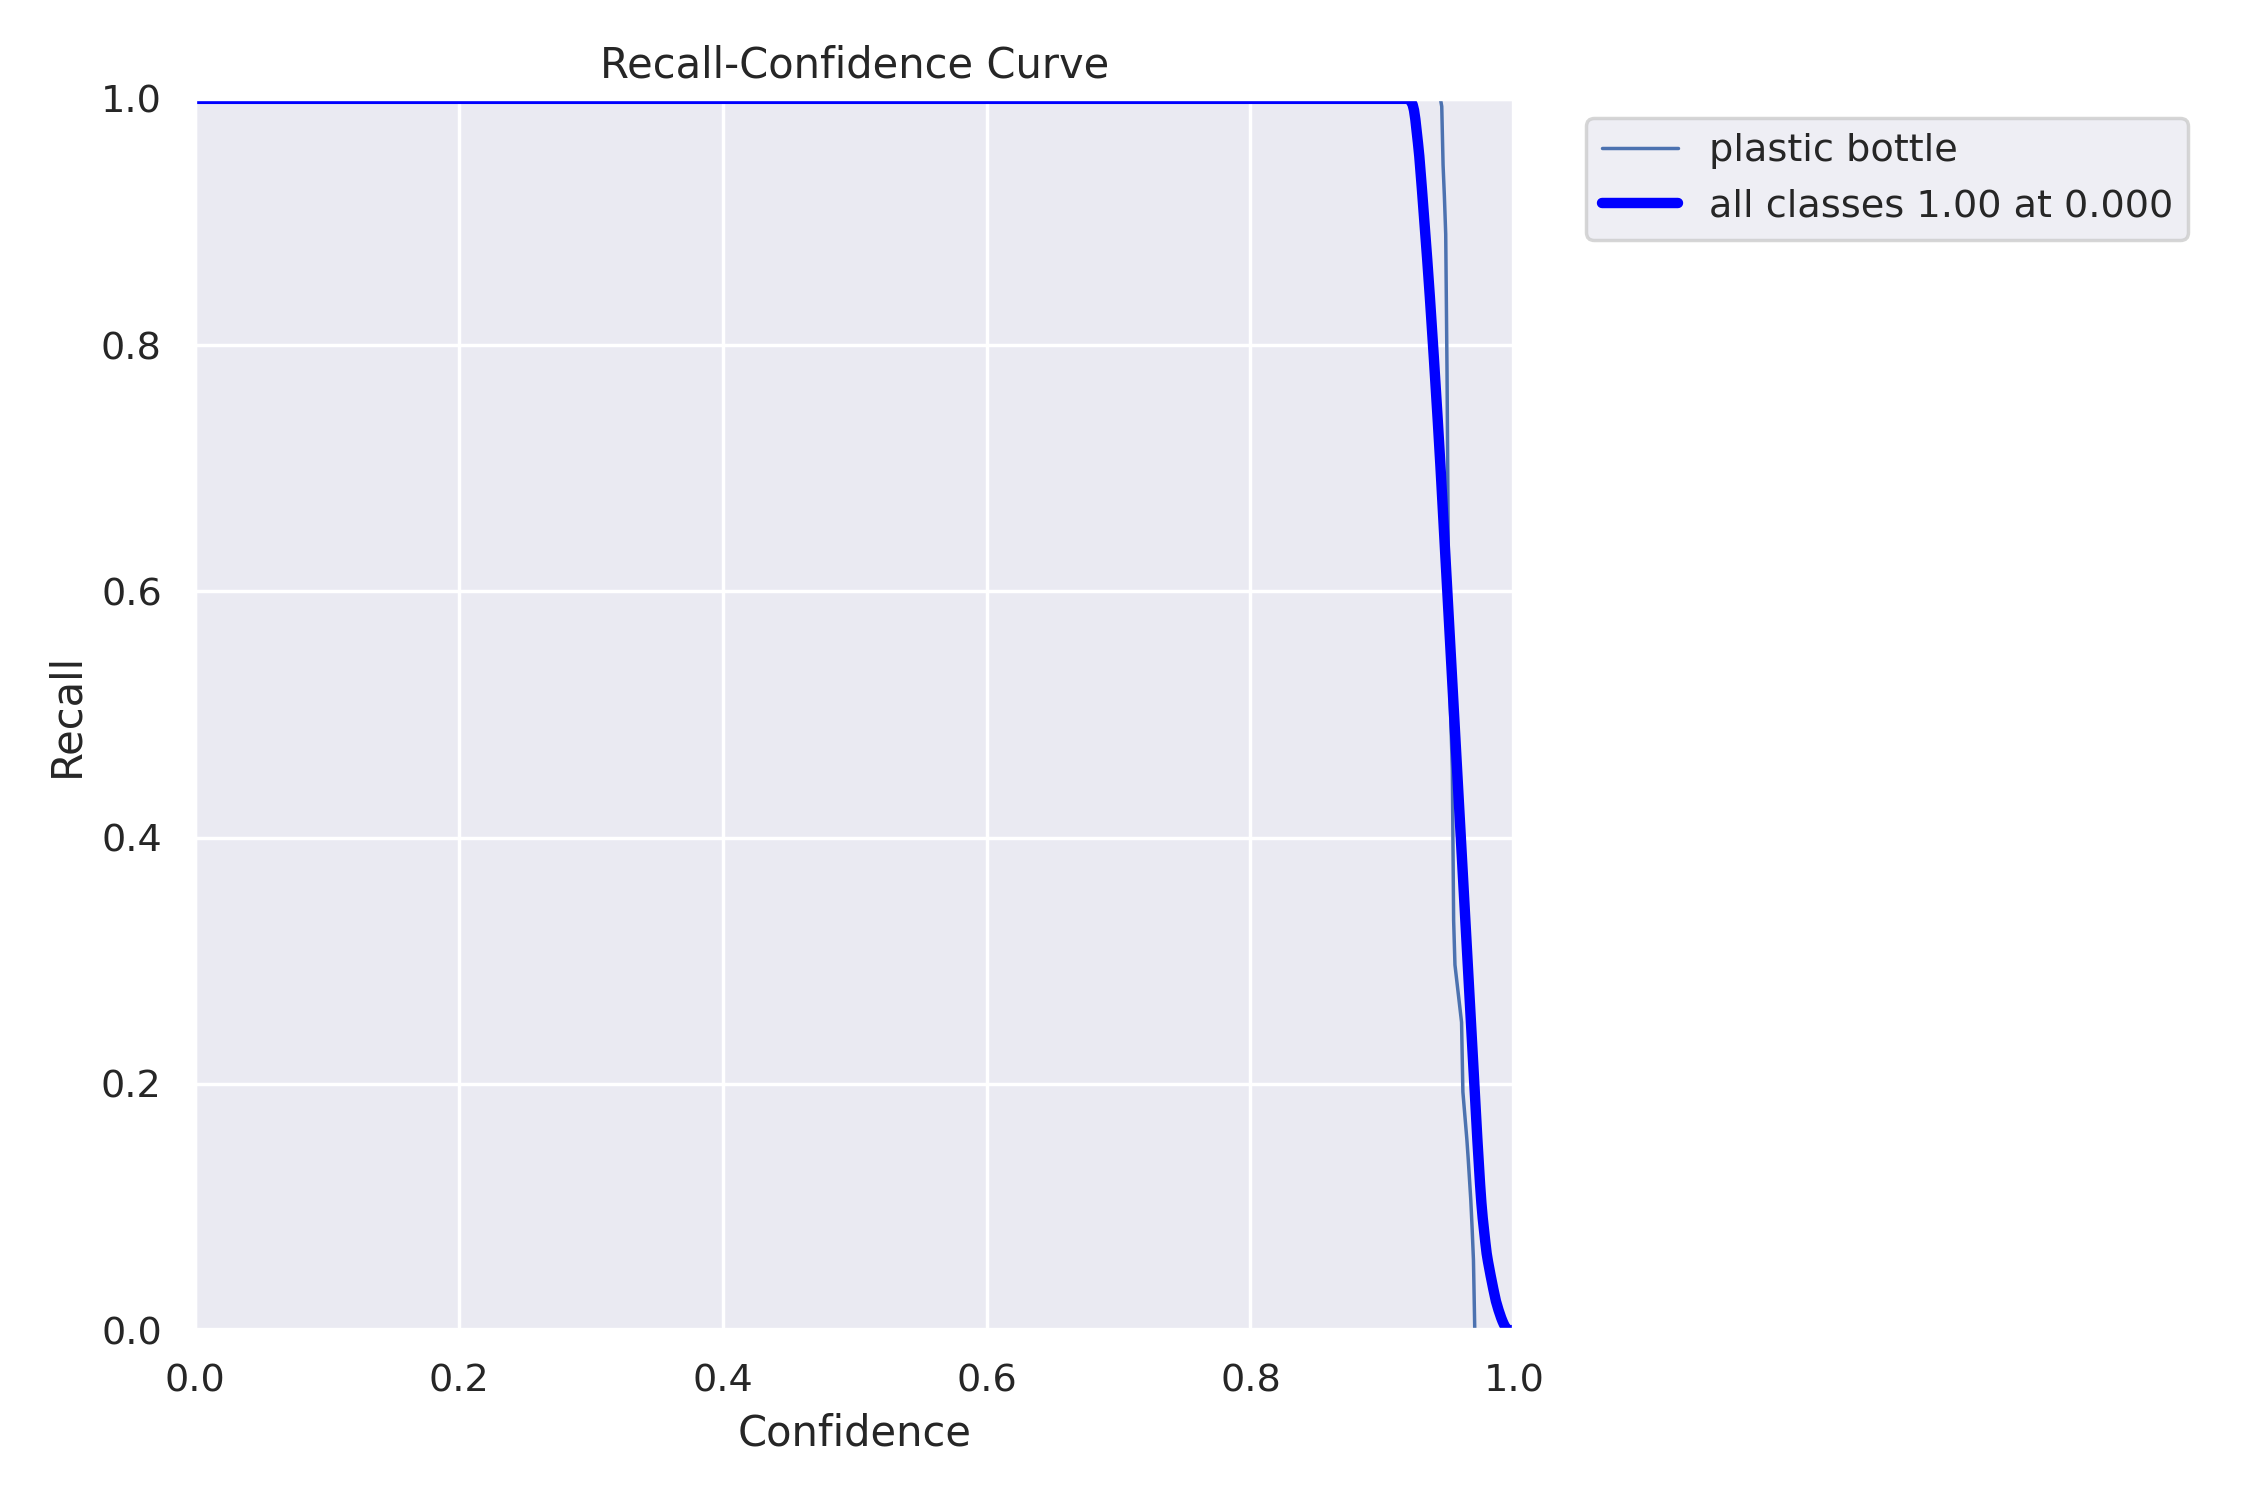 Recall-Confidence Curve
1.0
0.8
0.6
0.4
0.2
0.0
Recall
0.0 0.2 0.4 0.6 0.8 1.0
Confidence
plastic bottle
all classes 1.00 at 0.000